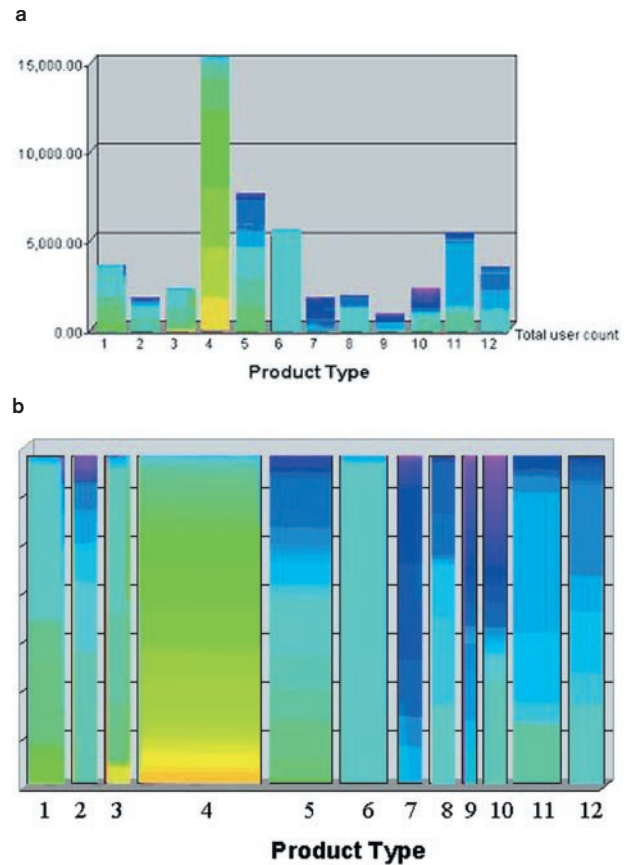 a
15,000.00
10,000.00
5,000.00
0.00
1 2 3 4 5 6 7 8 9 10 11 12
Total user count
Product Type
b
1 2 3 4 5 6 7 8 9 10 11 12
Product Type